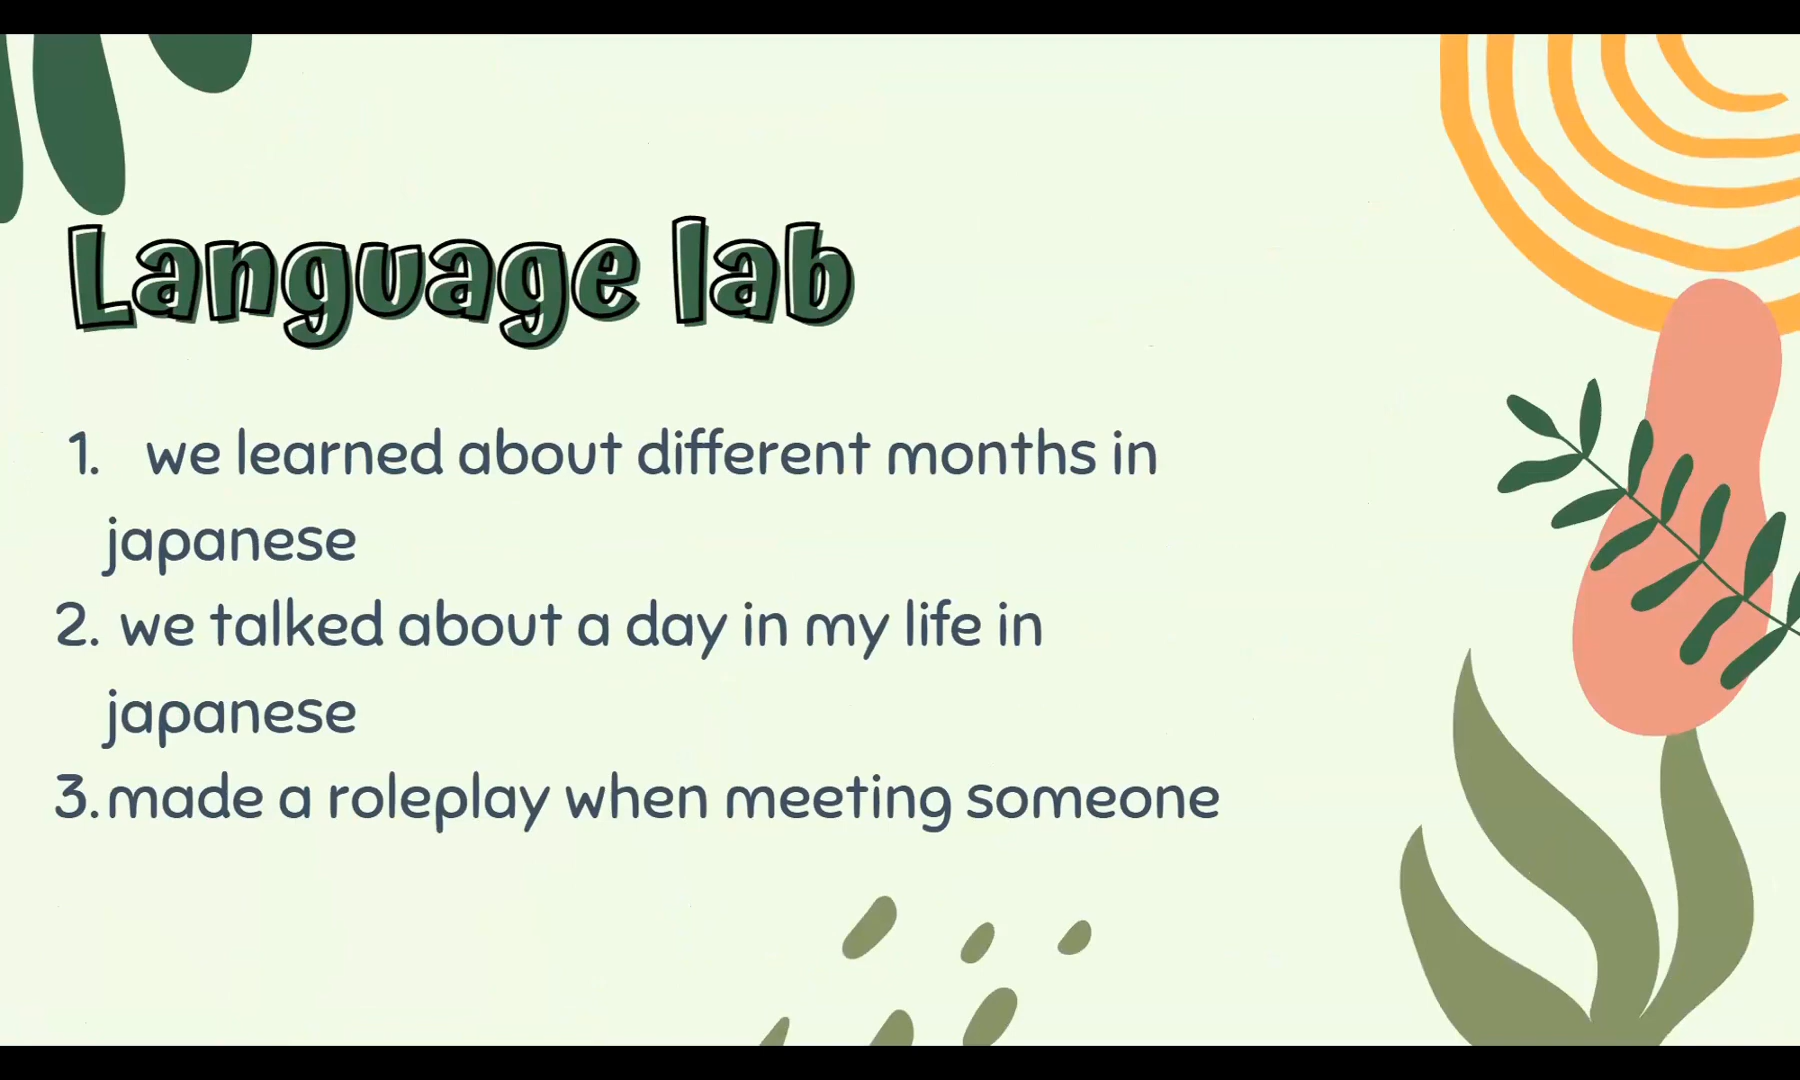 Language lab
1. we learned about different months in
japanese
2. we talked about a day in my life in
japanese
3.made a roleplay when meeting someone